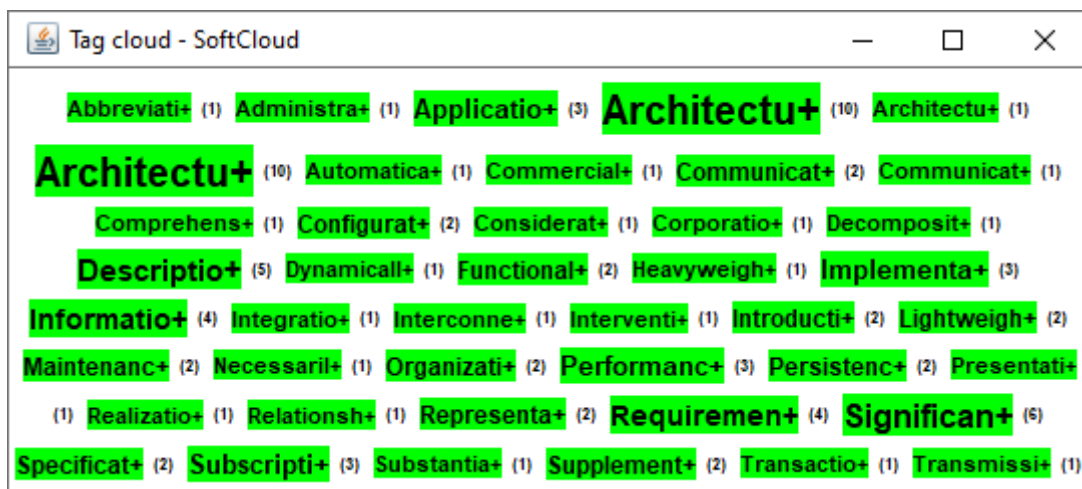 Tag cloud - SoftCloud
Abbreviati+ (1) Administra+ (1) Applicatio+ (3) Architectu+ (10) Architectu+ (1)
Architectu+ (10) Automatica+ (1) Commercial+ (1) Communicat+ (2) Communicat+ (1)
Comprehens+ (1) Configurat+ (2) Considerat+ (1) Corporatio+ (1) Decomposit+ (1)
Descriptio+ (5) Dynamicall+ (1) Functional+ (2) Heavyweigh+ (1) Implementa+ (3)
Informatio+ (4) Integratio+ (1) Interconne+ (1) Interventi+ (1) Introducti+ (2) Lightweigh+ (2)
Maintenanc+ (2) Necessaril+ (1) Organizati+ (2) Performanc+ (3) Persistenc+ (2) Presentati+
(1) Realizatio+ (1) Relationsh+ (1) Representa+ (2) Requiremen+ (4) Significan+ (6)
Specificat+ (2) Subscripti+ (3) Substantia+ (1) Supplement+ (2) Transactio+ (1) Transmissi+ (1)